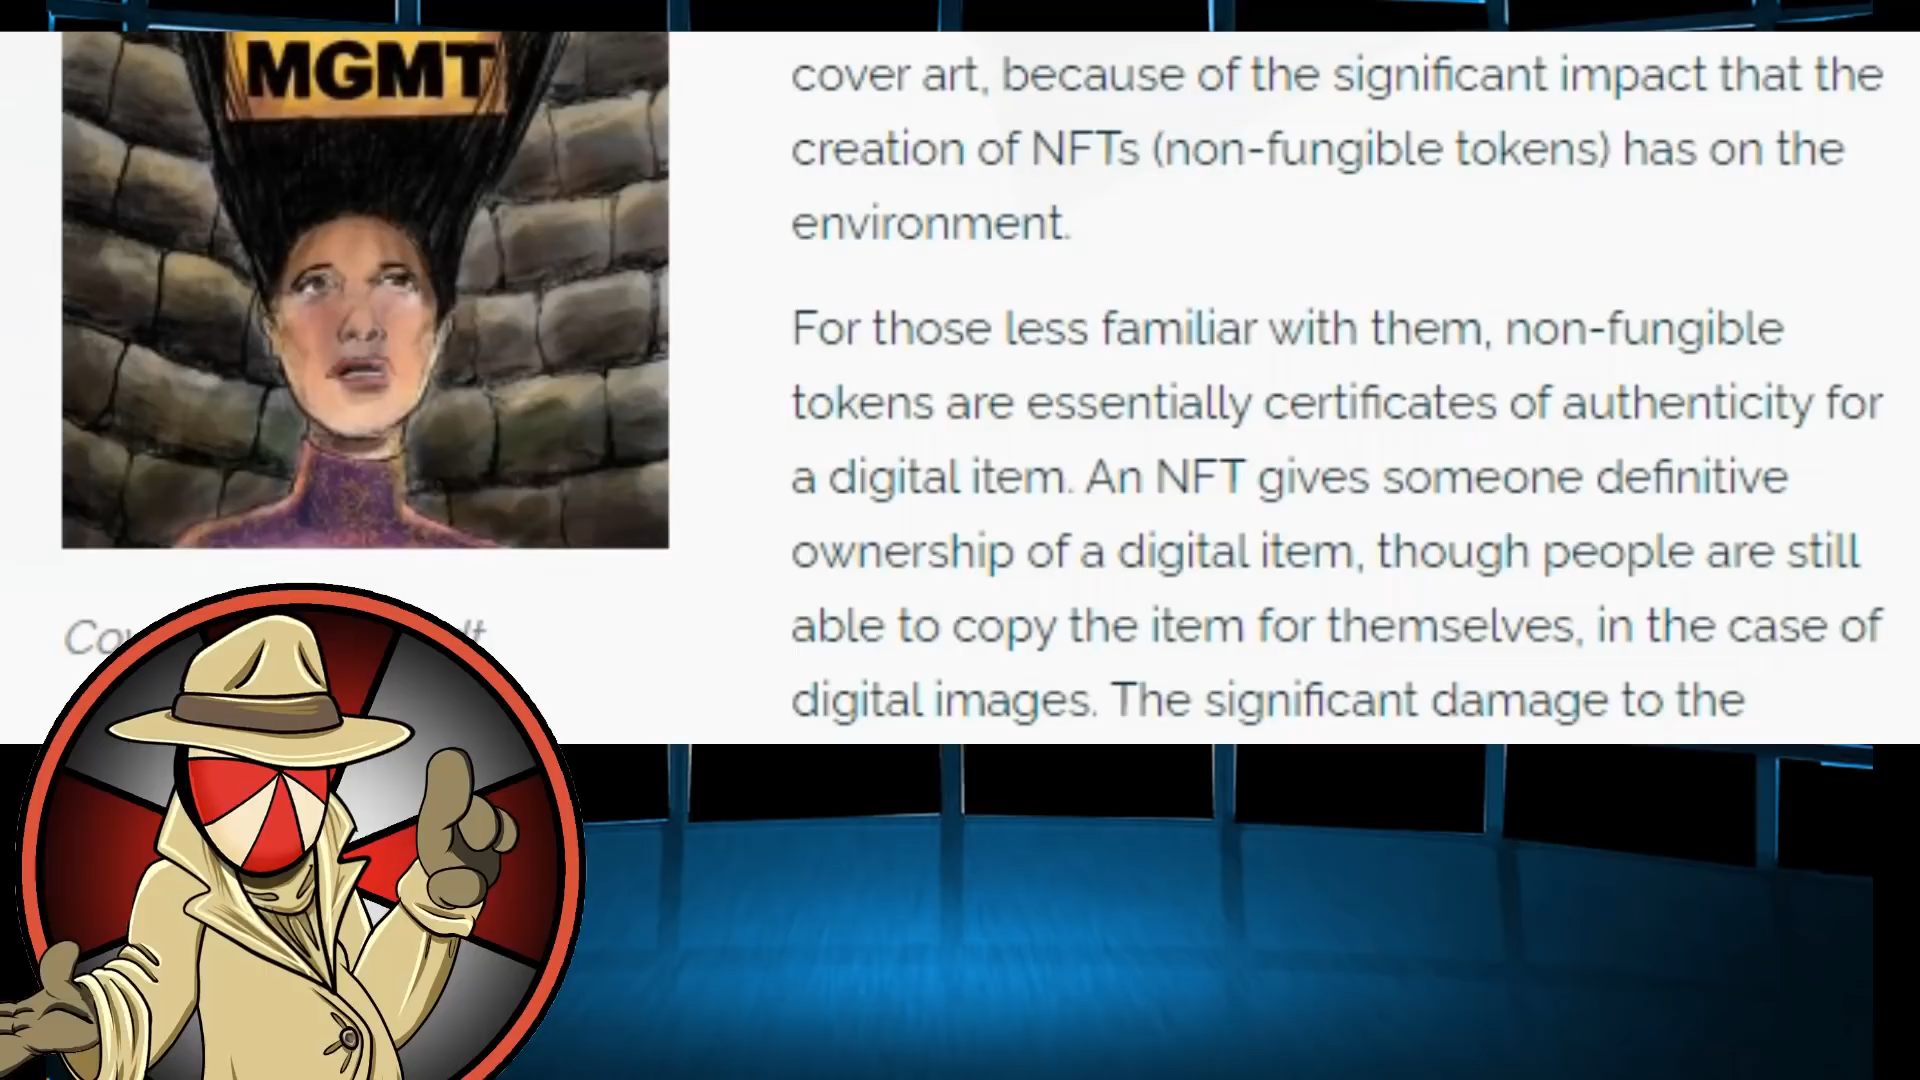 MGMT
cover art, because of the significant impact that the
creation of NFTs (non-fungible tokens) has on the
environment.
For those less familiar with them, non-fungible
tokens are essentially certificates of authenticity for
a digital item. An NFT gives someone definitive
ownership of a digital item, though people are still
able to copy the item for themselves, in the case of
digital images. The significant damage to the